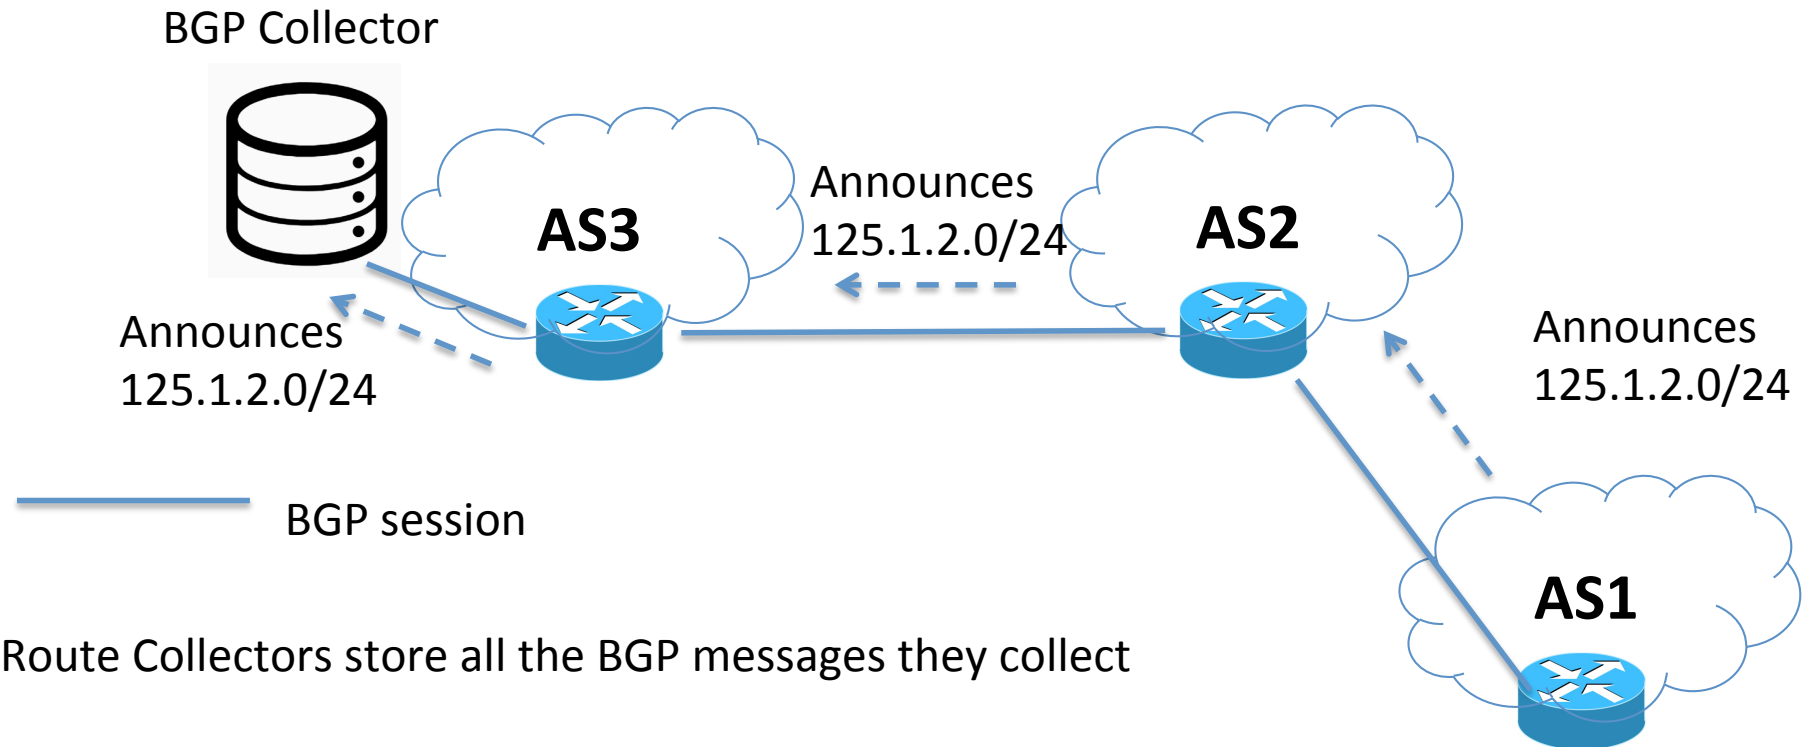 BGP Collector
AS3
Announces
125.1.2.0/24
AS2
Announces
125.1.2.0/24
Announces
125.1.2.0/24
BGP session
AS1
Route Collectors store all the BGP messages they collect